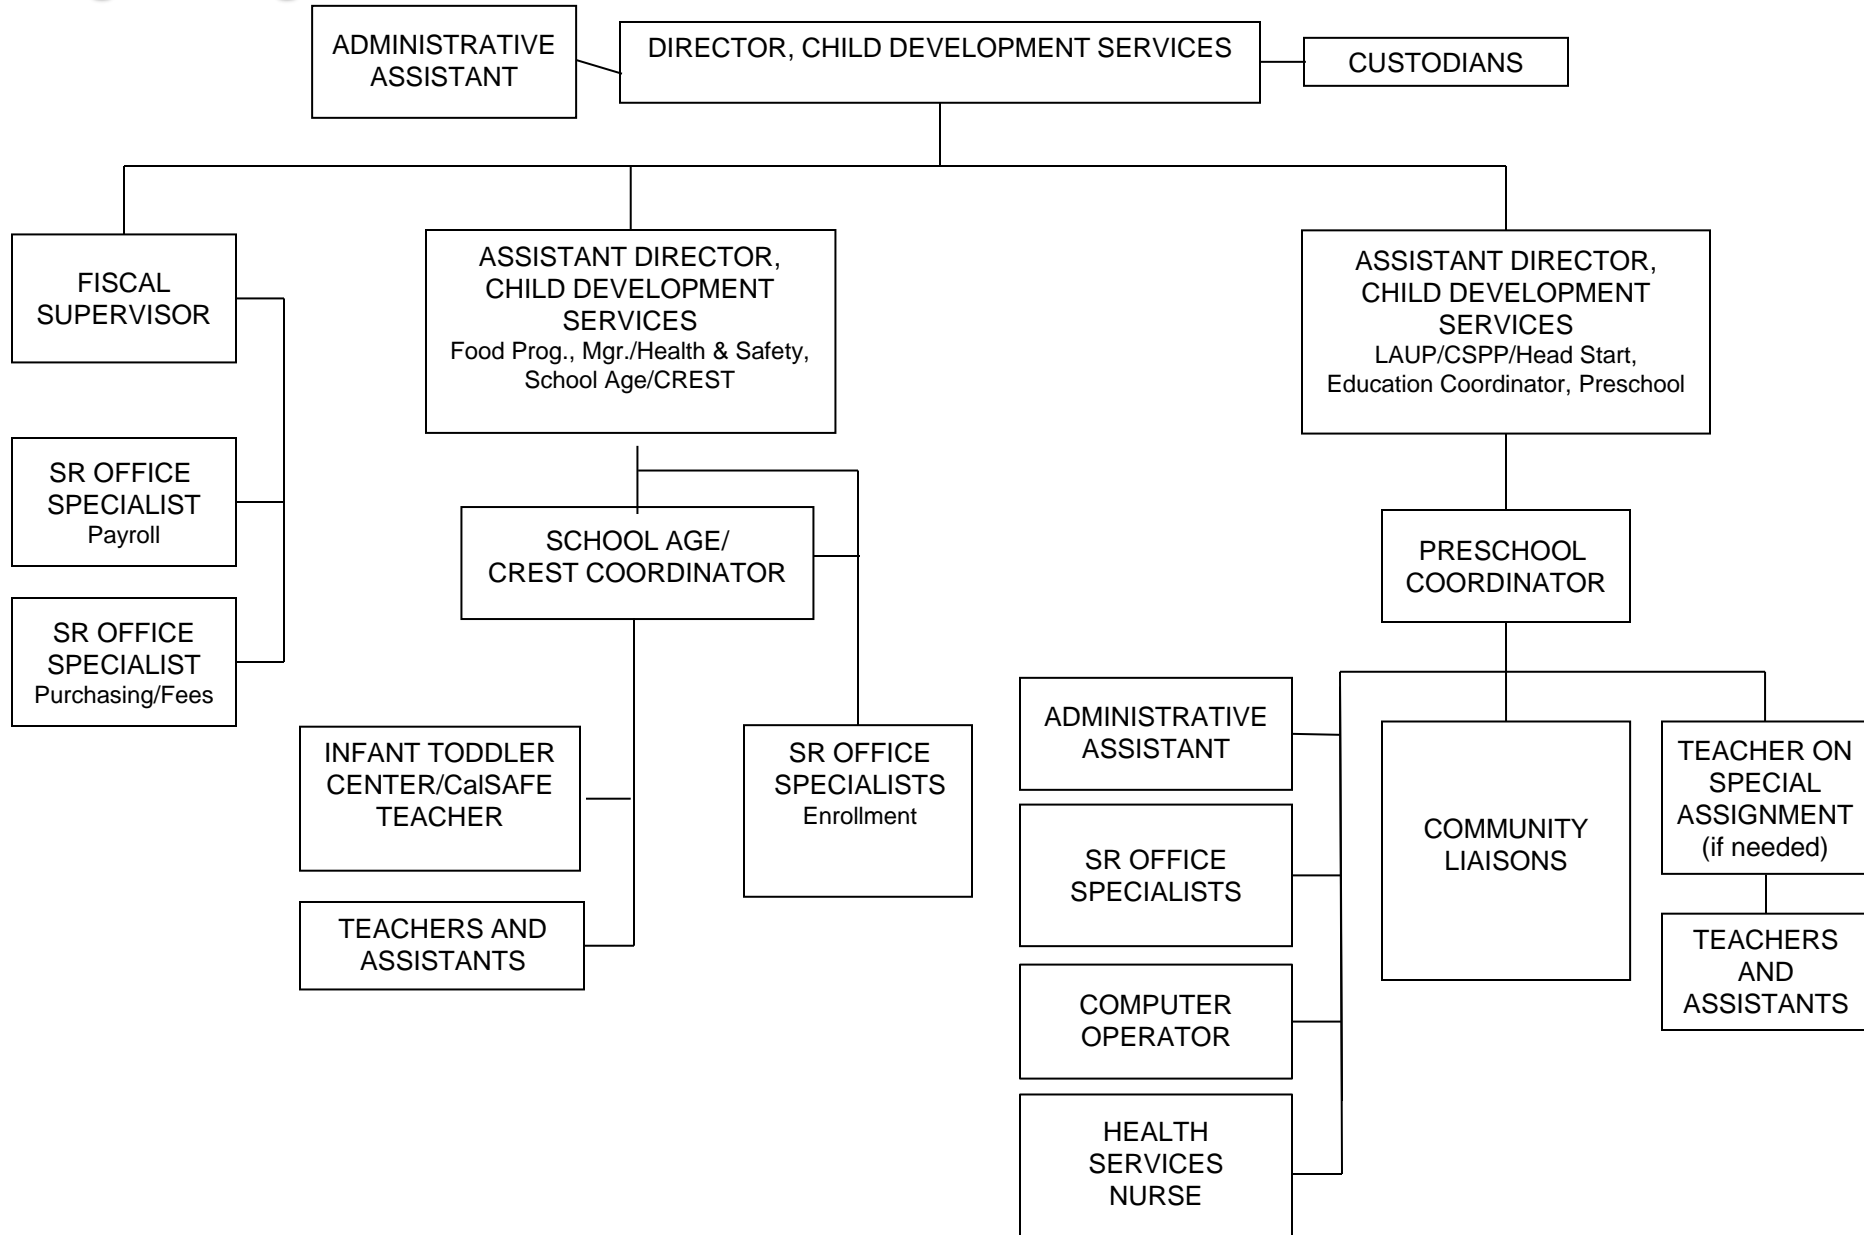 ADMINISTRATIVE
ASSISTANT
DIRECTOR, CHILD DEVELOPMENT SERVICES
CUSTODIANS
FISCAL
SUPERVISOR
ASSISTANT DIRECTOR,
CHILD DEVELOPMENT
SERVICES
Food Prog., Mgr./Health & Safety,
School Age/CREST
ASSISTANT DIRECTOR,
CHILD DEVELOPMENT
SERVICES
LAUP/CSPP/Head Start,
Education Coordinator, Preschool
SR OFFICE
SPECIALIST
Payroll
SCHOOL AGE/
CREST COORDINATOR
PRESCHOOL
COORDINATOR
SR OFFICE
SPECIALIST
Purchasing/Fees
INFANT TODDLER
CENTER/CalSAFE
TEACHER
SR OFFICE
SPECIALISTS
Enrollment
TEACHERS AND
ASSISTANTS
ADMINISTRATIVE
ASSISTANT
SR OFFICE
SPECIALISTS
COMPUTER
OPERATOR
HEALTH
SERVICES
NURSE
COMMUNITY
LIAISONS
TEACHER ON
SPECIAL
ASSIGNMENT
(if needed)
TEACHERS
AND
ASSISTANTS